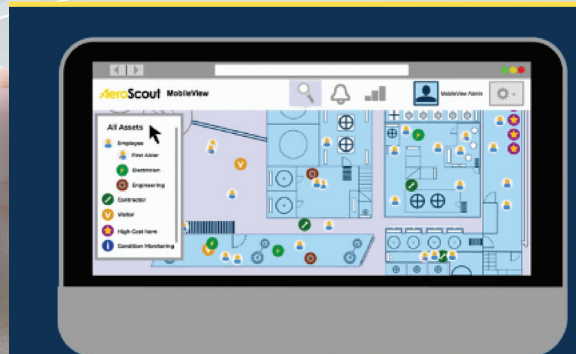 AeroScout MobileView
MobileView Admin
All Assets
Employee
First Aider
Electrician
Engineering
Contractor
Visitor
High Cost Item
Condition Monitoring